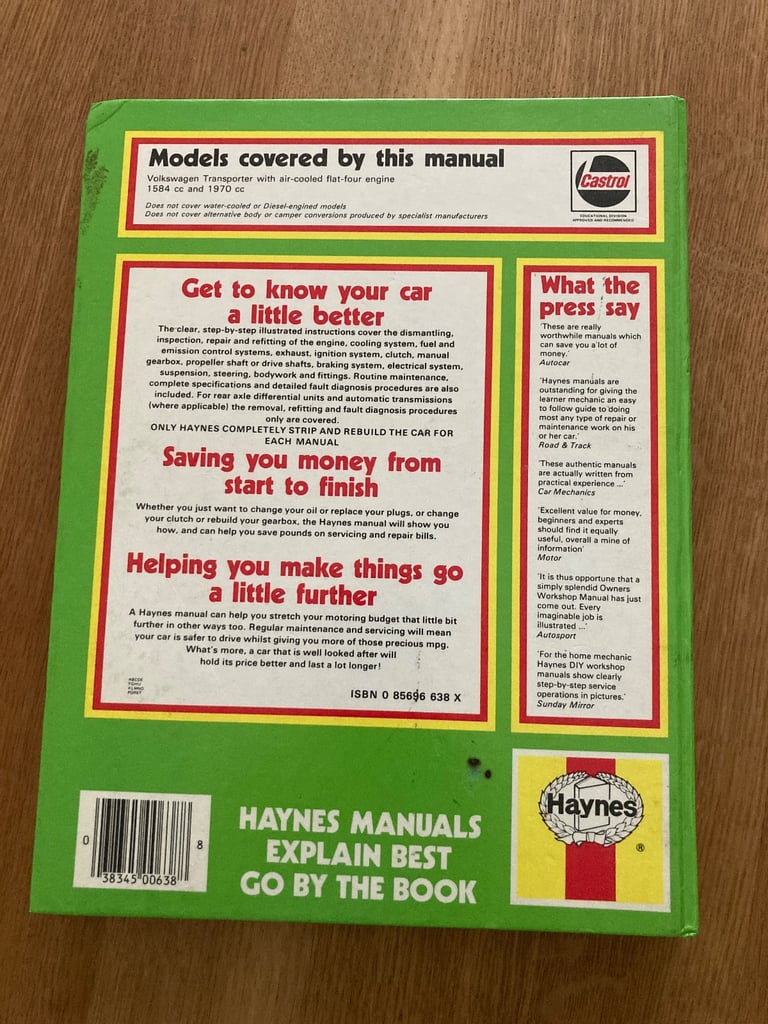 Models covered by this manual
Volkswagen Transporter with air-cooled flat-four engine
1584 cc and 1970 cc
Does not cover water-cooled or Diesel-engined models
Does not cover alternative body or camper conversions produced by specialist manufacturers
Castrol
EDUCATIONAL DIVISION
APPROVED AND RECOMMENDED
Get to know your car
a little better
The clear, step-by-step illustrated instructions cover the dismantling,
inspection, repair and refitting of the engine, cooling system, fuel and
emission control systems, exhaust, ignition system, clutch, manual
gearbox, propeller shaft or drive shafts, braking system, electrical system,
suspension, steering, bodywork and fittings. Routine maintenance,
complete specifications and detailed fault diagnosis procedures are also
included. For rear axle differential units and automatic transmissions
(where applicable) the removal, refitting and fault diagnosis procedures
only are covered.
ONLY HAYNES COMPLETELY STRIP AND REBUILD THE CAR FOR
EACH MANUAL
Saving you money from
start to finish
Whether you just want to change your oil or replace your plugs, or change
your clutch or rebuild your gearbox, the Haynes manual will show you
how, and can help you save pounds on servicing and repair bills.
Helping you make things go
a little further
A Haynes manual can help you stretch your motoring budget that little bit
further in other ways too. Regular maintenance and servicing will mean
your car is safer to drive whilst giving you more of those precious mpg.
What's more, a car that is well looked after will
hold its price better and last a lot longer!
ISBN 0 85696 638 X
What the
press say
'These are really
worthwhile manuals which
can save you a lot of
money.'
Autocar
'Haynes manuals are
outstanding for giving the
learner mechanic an easy
to follow guide to doing
most any type of repair or
maintenance work on his
or her car.'
Road & Track
'These authentic manuals
are actually written from
practical experience ...'
Car Mechanics
'Excellent value for money,
beginners and experts
should find it equally
useful, overall a mine of
information'
Motor
'It is thus opportune that a
simply splendid Owners
Workshop Manual has just
come out. Every
imaginable job is
illustrated ...'
Autosport
'For the home mechanic
Haynes DIY workshop
manuals show clearly
step-by-step service
operations in pictures.'
Sunday Mirror
0 38345 00638 8
HAYNES MANUALS
EXPLAIN BEST
GO BY THE BOOK
Haynes
®